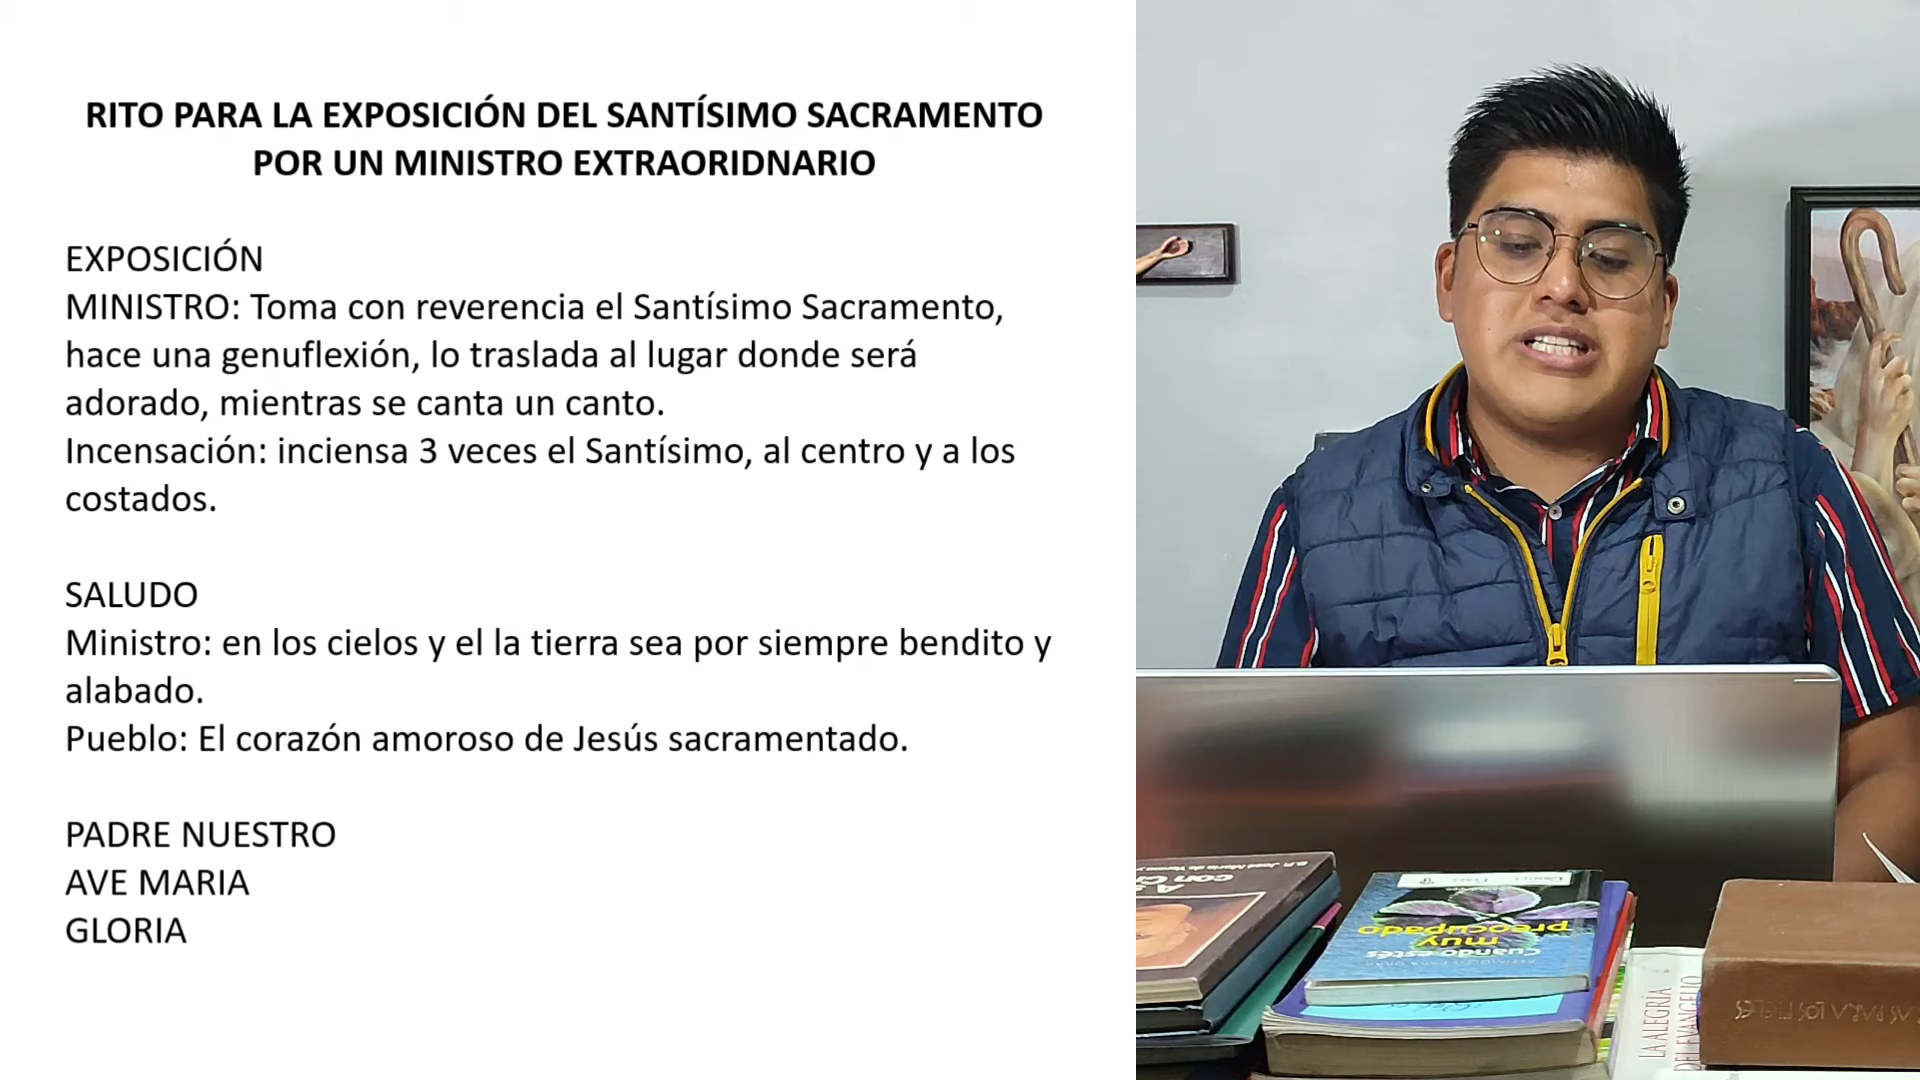 RITO PARA LA EXPOSICIÓN DEL SANTÍSIMO SACRAMENTO
POR UN MINISTRO EXTRAORIDNARIO
EXPOSICIÓN
MINISTRO: Toma con reverencia el Santísimo Sacramento,
hace una genuflexión, lo traslada al lugar donde será
adorado, mientras se canta un canto.
Incensación: inciensa 3 veces el Santísimo, al centro y a los
costados.
SALUDO
Ministro: en los cielos y el la tierra sea por siempre bendito y
alabado.
Pueblo: El corazón amoroso de Jesús sacramentado.
PADRE NUESTRO
AVE MARIA
GLORIA
Cuando estés
muy
preocupado
LA ALEGRÍA
DEL EVANGELIO
PARA LOS FIELES